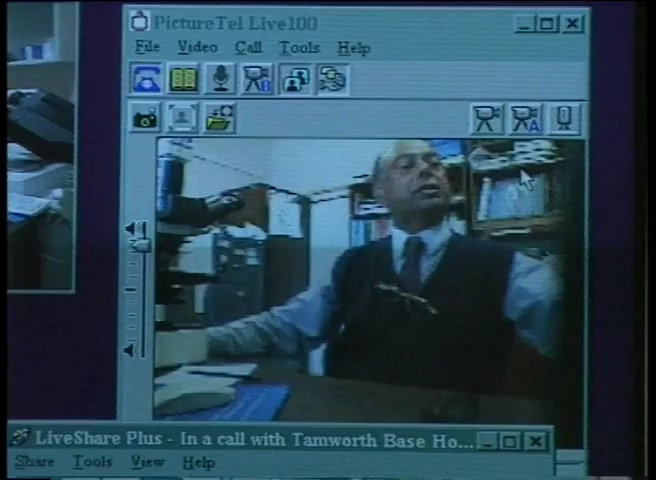 PictureTel Live100
File Video Call Tools Help
B
A
LiveShare Plus - In a call with Tamworth Base Ho...
Share Tools View Help